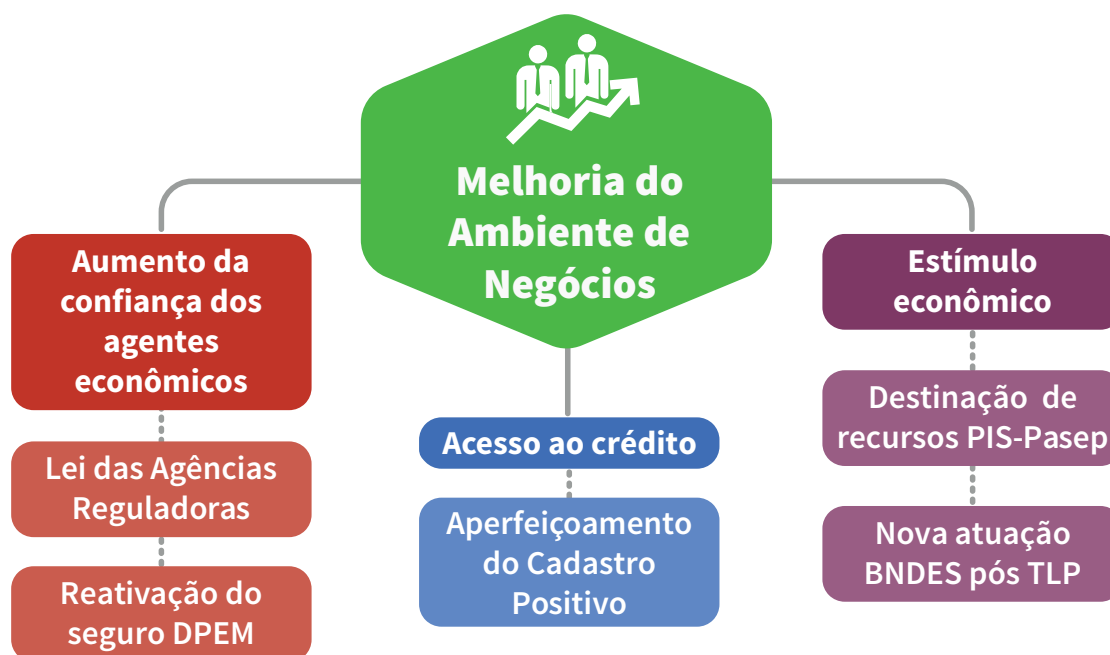 Melhoria do
Ambiente de
Negócios
Aumento da
confiança dos
agentes
econômicos
Lei das Agências
Reguladoras
Reativação do
seguro DPEM
Acesso ao crédito
Aperfeiçoamento
do Cadastro
Positivo
Estímulo
econômico
Destinação de
recursos PIS-Pasep
Nova atuação
BNDES pós TLP